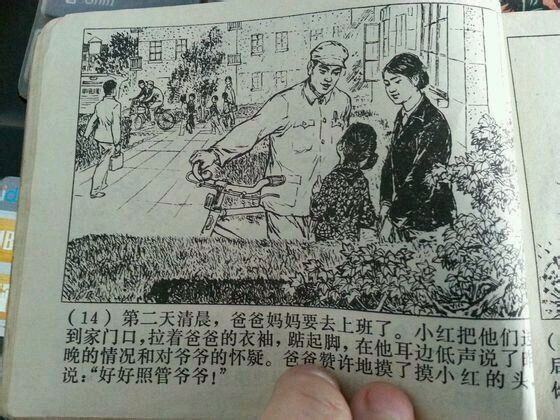 (14) 第二天清晨，爸爸妈妈要去上班了。小红把他们送
到家门口，拉着爸爸的衣袖，踮起脚，在他耳边低声说了
晚的情况和对爷爷的怀疑。爸爸赞许地摸了摸小红的头，
说：“好好照管爷爷！”